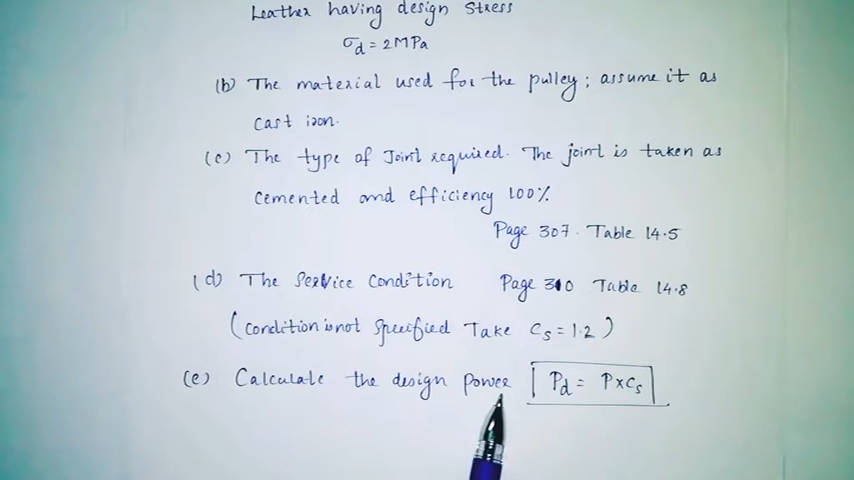 Leather having design stress
σd = 2MPa
(b) The material used for the pulley; assume it as
cast iron.
(c) The type of Joint required. The joint is taken as
cemented and efficiency 100%
Page 307. Table 14.5
(d) The Service Condition Page 310 Table 14.8
(Condition is not Specified Take Cs = 1.2)
(e) Calculate the design power Pd = P×Cs